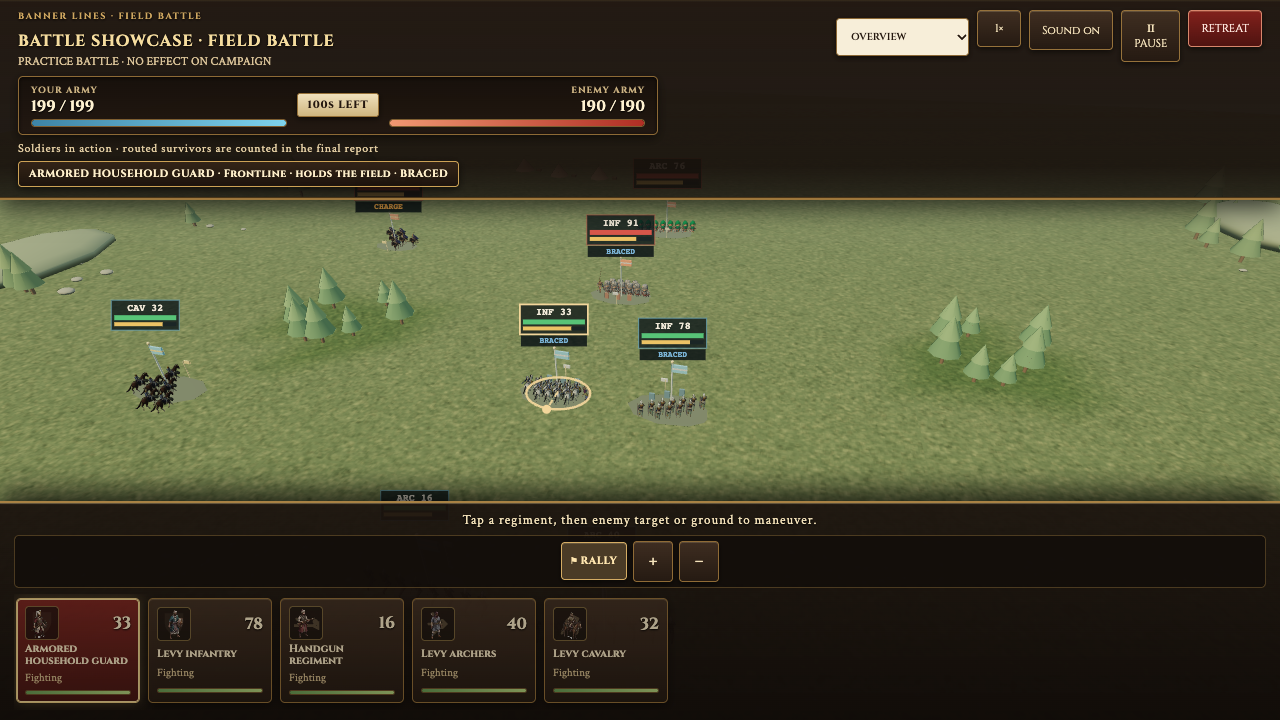 BANNER LINES · FIELD BATTLE
BATTLE SHOWCASE · FIELD BATTLE
PRACTICE BATTLE · NO EFFECT ON CAMPAIGN
OVERVIEW
1×
SOUND ON
PAUSE
RETREAT
YOUR ARMY
199 / 199
100S LEFT
ENEMY ARMY
190 / 190
Soldiers in action · routed survivors are counted in the final report
ARMORED HOUSEHOLD GUARD · FRONTLINE · HOLDS THE FIELD · BRACED
ARC 76
CHARGE
INF 91
BRACED
CAV 32
INF 33
BRACED
INF 78
BRACED
ARC 16
Tap a regiment, then enemy target or ground to maneuver.
RALLY
+
−
33
ARMORED
HOUSEHOLD GUARD
Fighting
78
LEVY INFANTRY
Fighting
16
HANDGUN
REGIMENT
Fighting
40
LEVY ARCHERS
Fighting
32
LEVY CAVALRY
Fighting